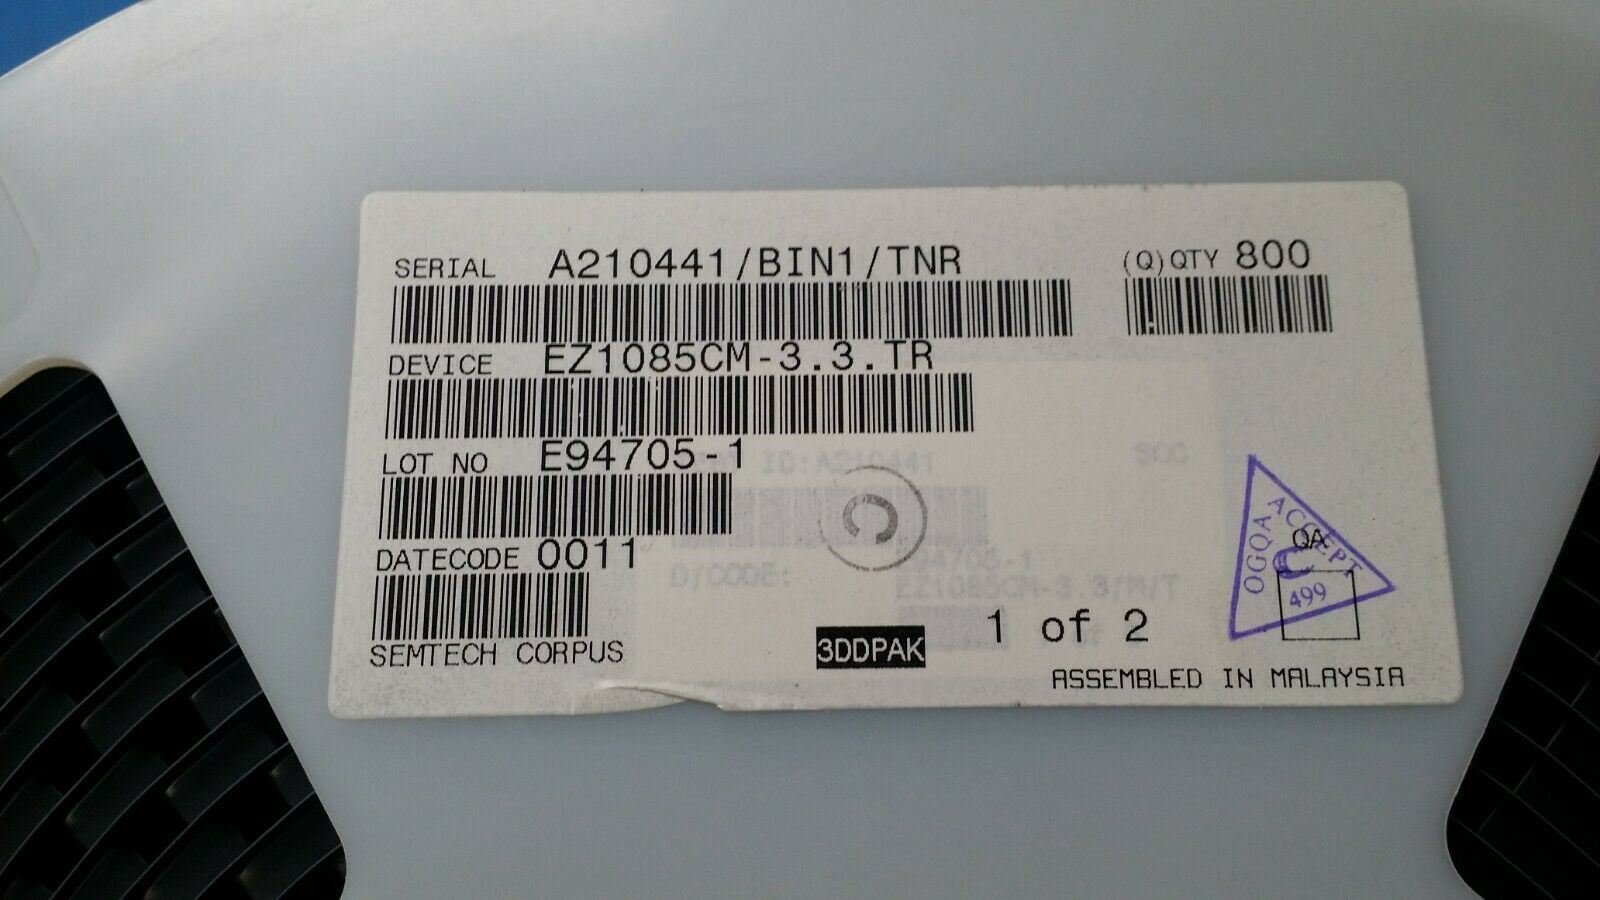 SERIAL A210441/BIN1/TNR (Q)QTY 800
DEVICE EZ1085CM-3.3.TR
LOT NO E94705-1
ID:A210441
DATECODE 0011
D/CODE:
E94705-1
EZ1085CM-3.3/M/T
OGQA ACCEPT
QA
499
SEMTECH CORPUS
3DDPAK
1 of 2
ASSEMBLED IN MALAYSIA